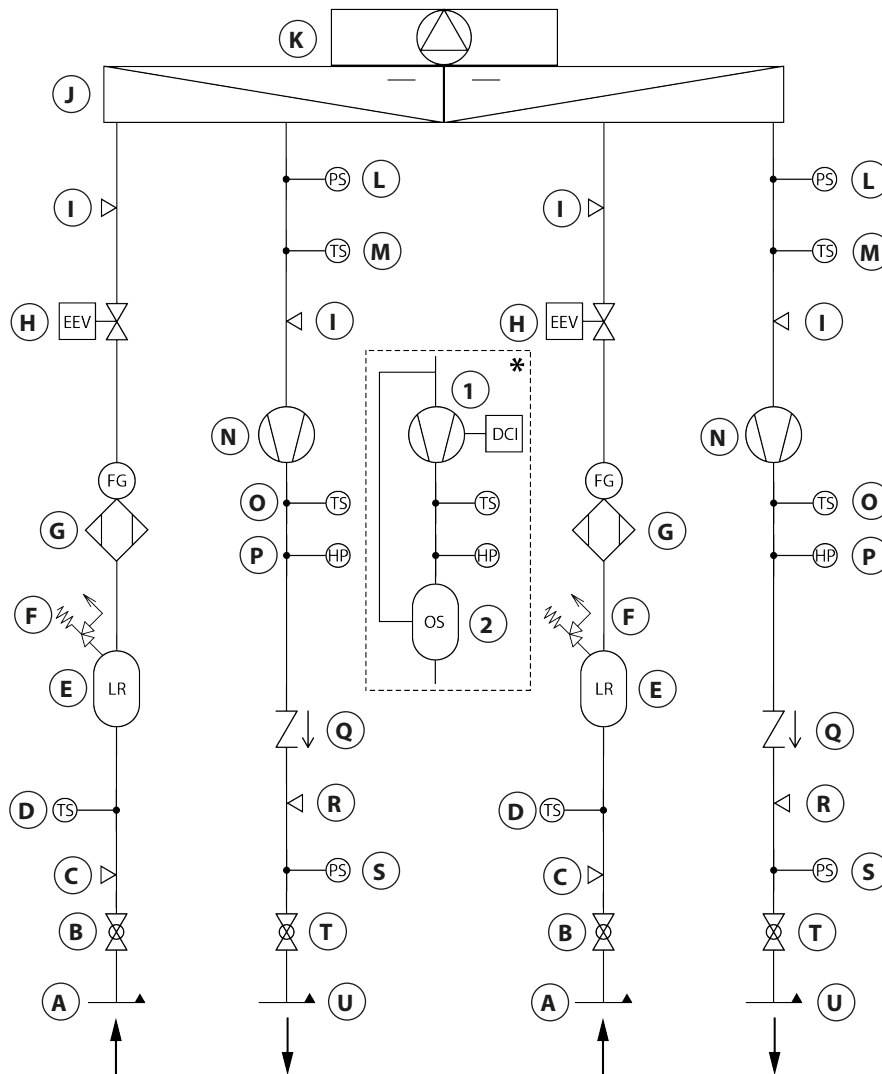 K
J
PS L PS L
I I
TS M TS M
H EEV I H EEV I
*
1
N DCI N
FG FG
O TS TS TS O
G G
P HP HP HP P
F F
OS 2
E LR LR E
Q Q
D TS R D TS R
C PS S C PS S
B T B T
A U A U